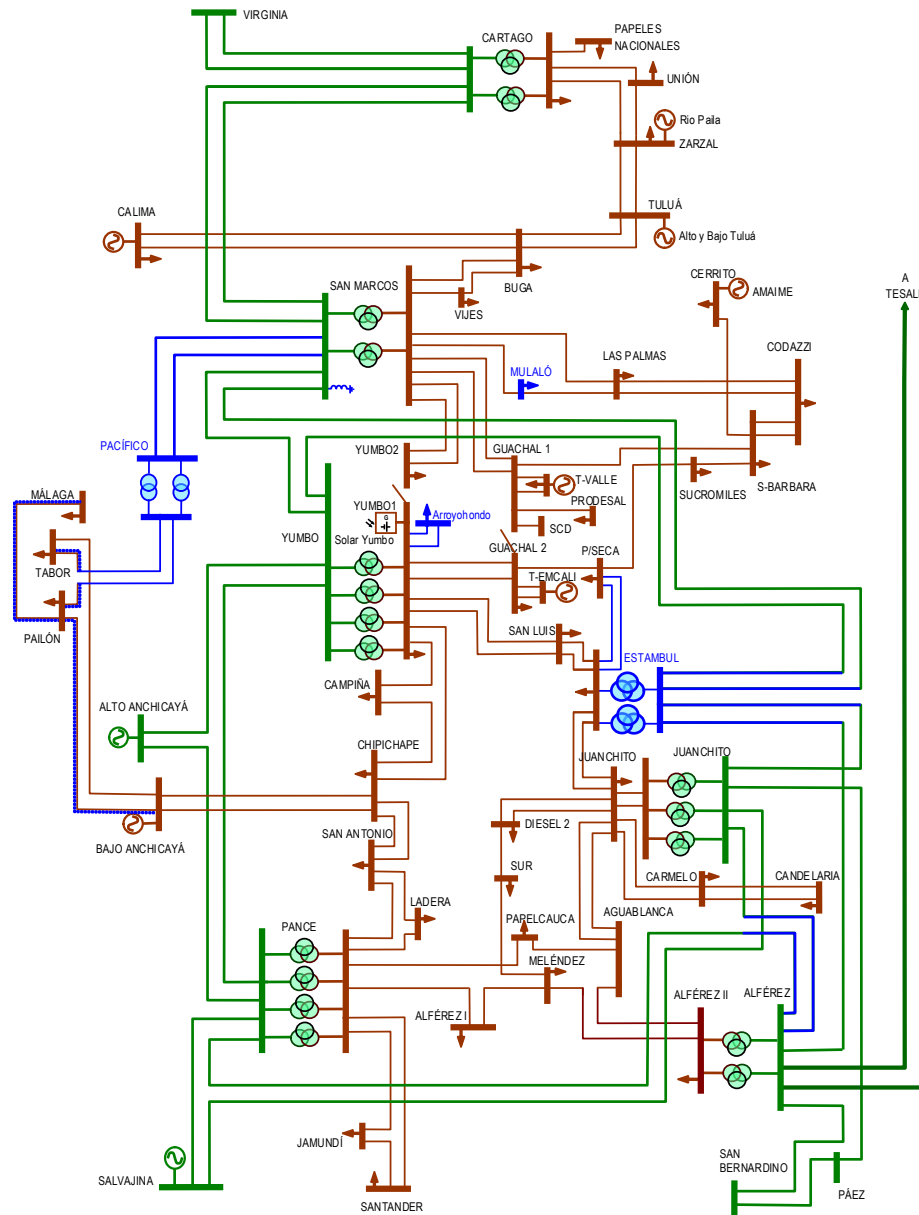 VIRGINIA
CARTAGO
PAPELES
NACIONALES
UNIÓN
Rio Paila
ZARZAL
TULUÁ
Alto y Bajo Tuluá
CALIMA
BUGA
SAN MARCOS
VIJES
CERRITO
AMAIME
A
TESALI
LAS PALMAS
CODAZZI
MULALÓ
PACÍFICO
YUMBO2
GUACHAL 1
T-VALLE
PRODESAL
SUCROMILES
S-BARBARA
MÁLAGA
YUMBO1
G
Arroyohondo
SCD
YUMBO
Solar Yumbo
GUACHAL 2
P/SECA
TABOR
T-EMCALI
PAILÓN
SAN LUIS
ESTAMBUL
CAMPIÑA
ALTO ANCHICAYÁ
CHIPICHAPE
JUANCHITO
JUANCHITO
BAJO ANCHICAYÁ
SAN ANTONIO
DIESEL 2
SUR
CARMELO
CANDELARIA
LADERA
PANCE
PARELCAUCA
AGUABLANCA
MELÉNDEZ
ALFÉREZ I
ALFÉREZ II
ALFÉREZ
JAMUNDÍ
SALVAJINA
SANTANDER
SAN
BERNARDINO
PÁEZ